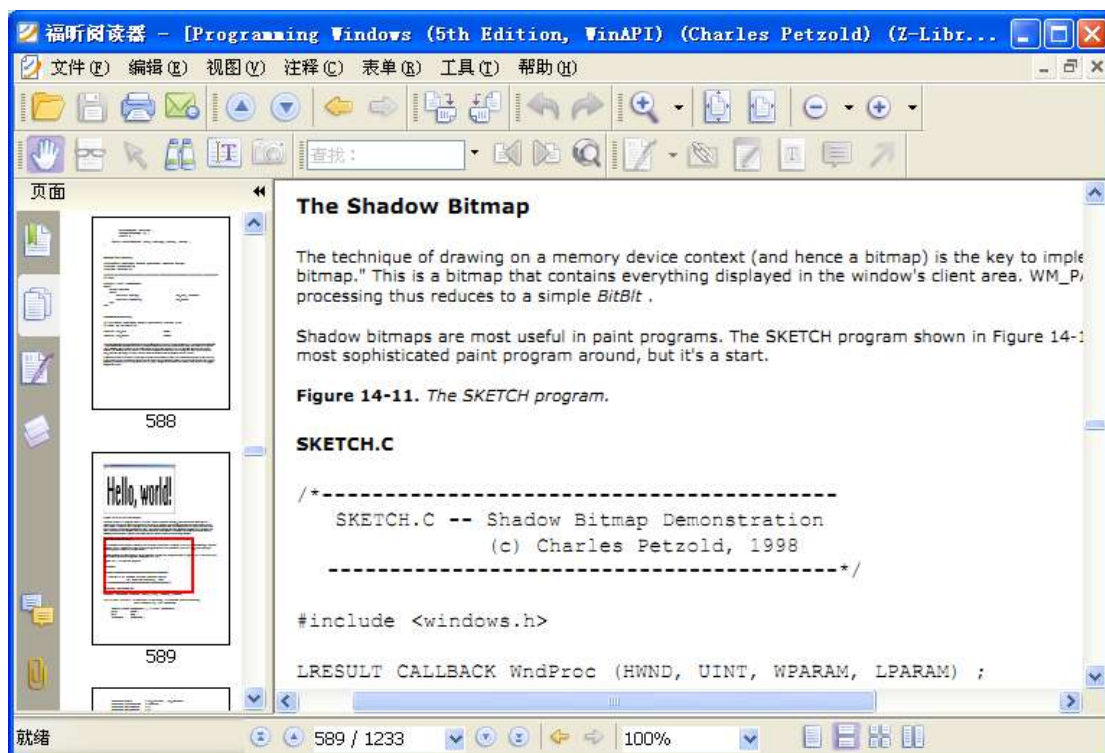 福昕阅读器 - [Programming Windows (5th Edition, WinAPI) (Charles Petzold) (Z-Libr...
文件(F) 编辑(E) 视图(V) 注释(C) 表单(R) 工具(T) 帮助(H)
查找:
页面
588
Hello, world!
589
The Shadow Bitmap
The technique of drawing on a memory device context (and hence a bitmap) is the key to imple
bitmap." This is a bitmap that contains everything displayed in the window's client area. WM_PA
processing thus reduces to a simple BitBlt .
Shadow bitmaps are most useful in paint programs. The SKETCH program shown in Figure 14-1
most sophisticated paint program around, but it's a start.
Figure 14-11. The SKETCH program.
SKETCH.C
/*------------------------------------------
SKETCH.C -- Shadow Bitmap Demonstration
(c) Charles Petzold, 1998
------------------------------------------*/
#include <windows.h>
LRESULT CALLBACK WndProc (HWND, UINT, WPARAM, LPARAM) ;
就绪
589 / 1233
100%